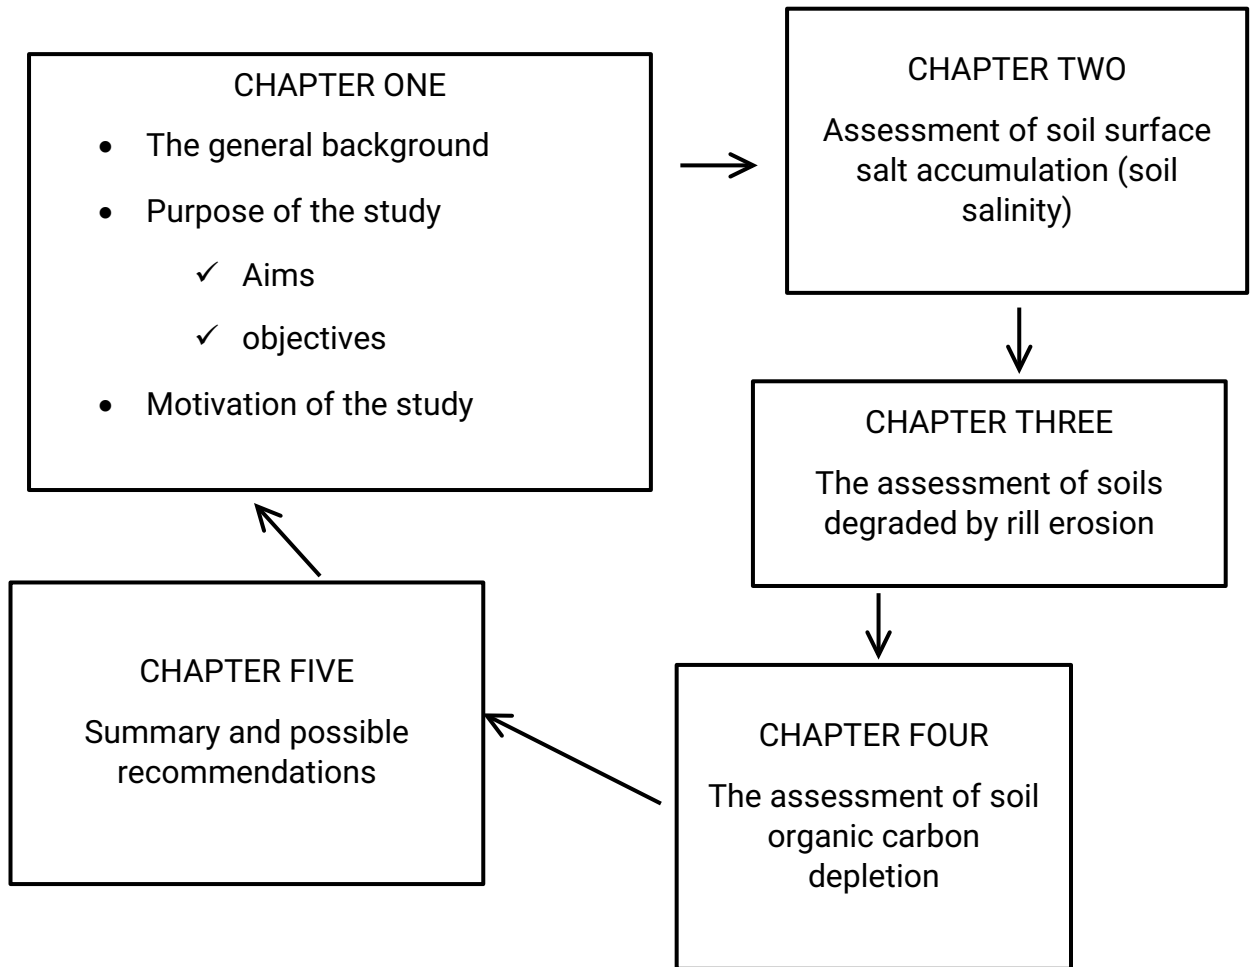 CHAPTER ONE
• The general background
• Purpose of the study
✓ Aims
✓ objectives
• Motivation of the study
CHAPTER TWO
Assessment of soil surface
salt accumulation (soil
salinity)
CHAPTER THREE
The assessment of soils
degraded by rill erosion
CHAPTER FOUR
The assessment of soil
organic carbon
depletion
CHAPTER FIVE
Summary and possible
recommendations